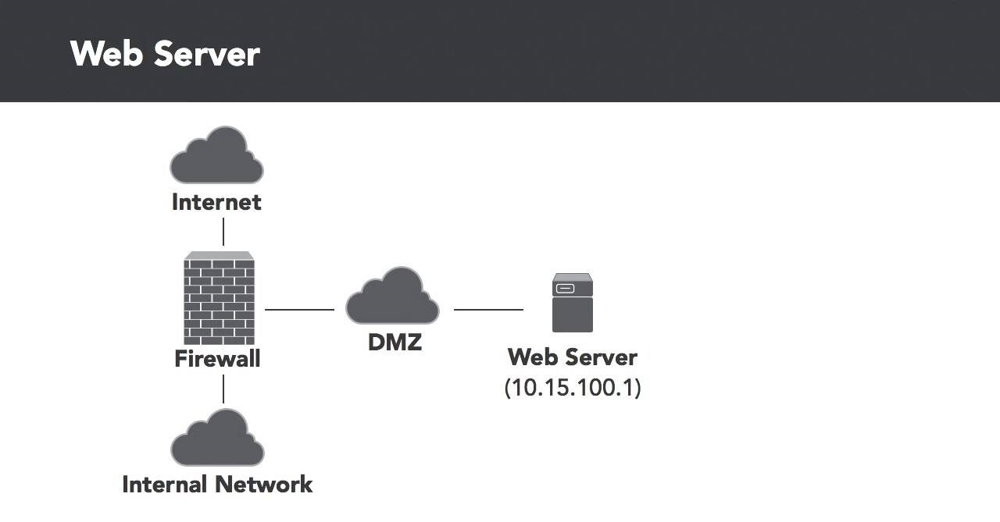 Web Server
Internet
Firewall
DMZ
Web Server
(10.15.100.1)
Internal Network